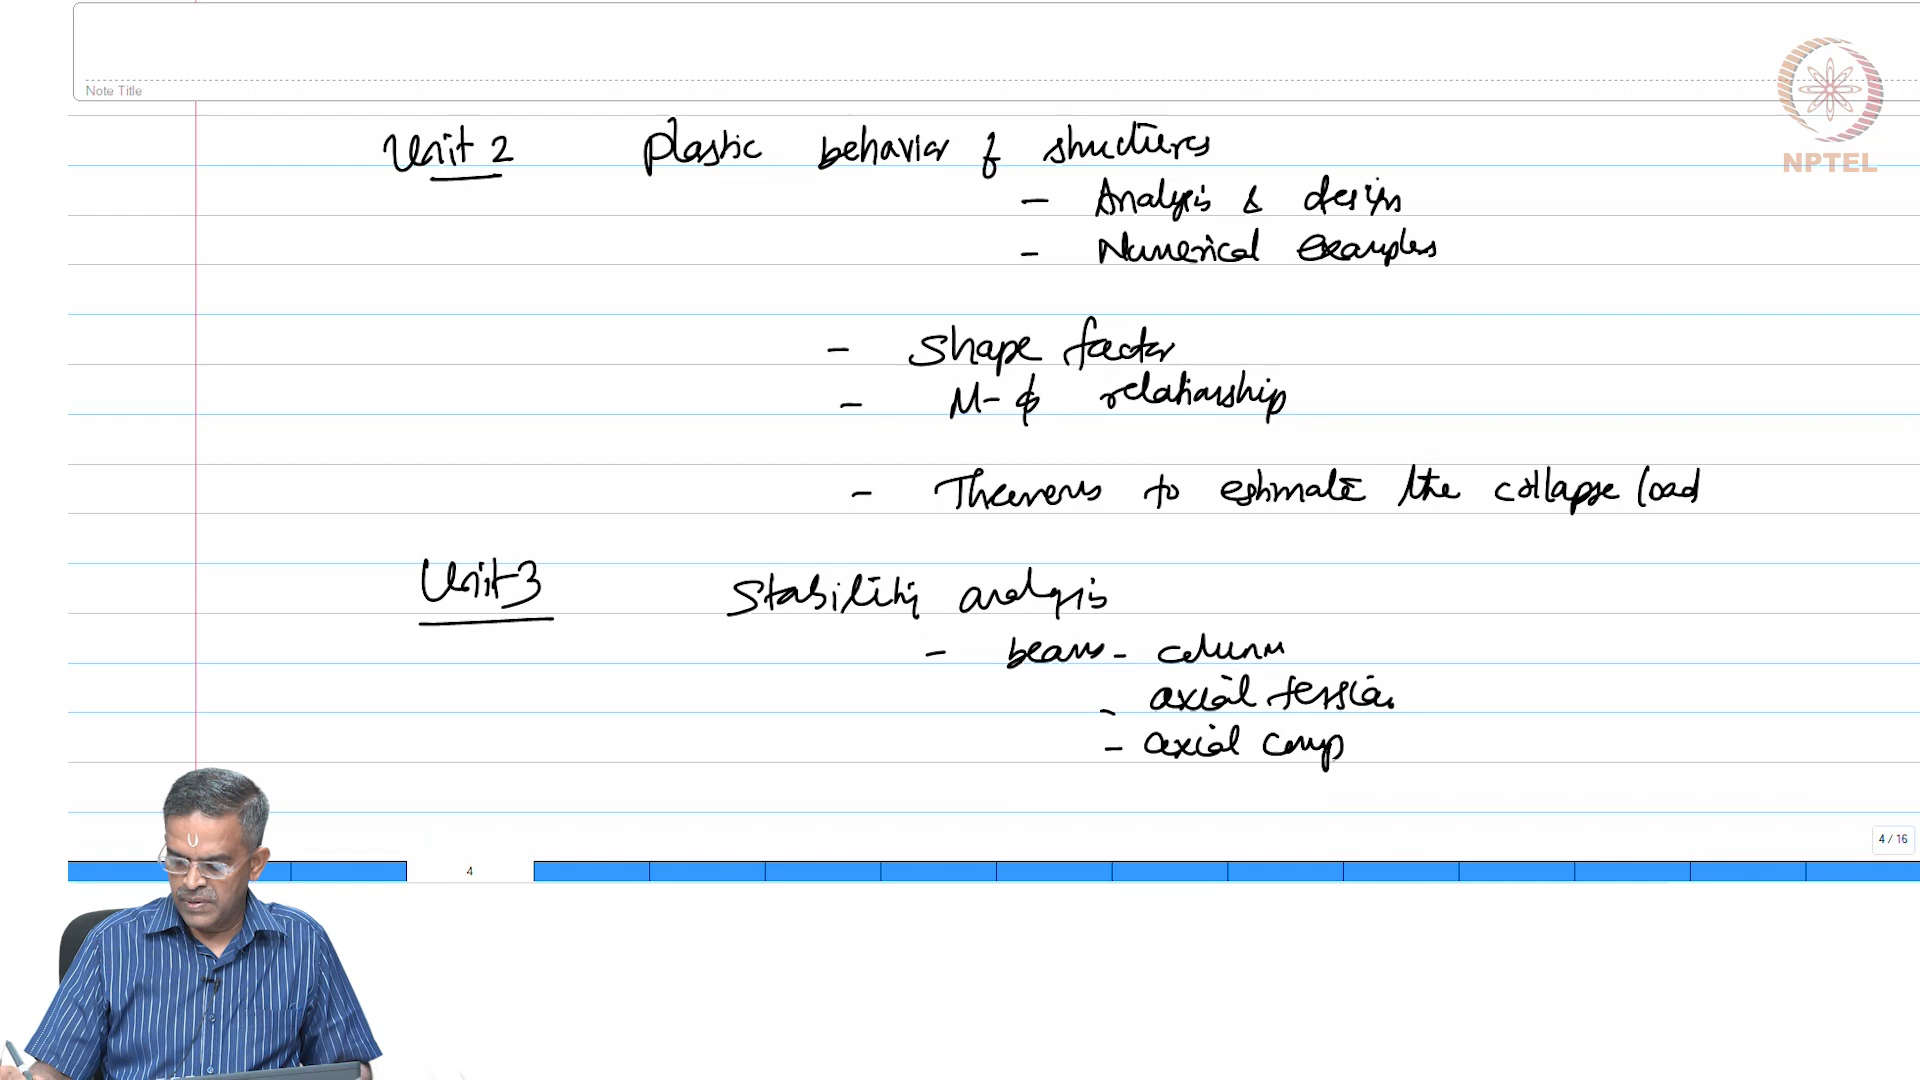 Note Title
NPTEL
Unit 2 Plastic behavior of structures
- Analysis & design
- Numerical examples
- Shape factor
- M-ϕ relationship
- Theorems to estimate the collapse load
Unit 3 Stability analysis
- beams - column
- axial tension
- axial comp
4 / 16
4